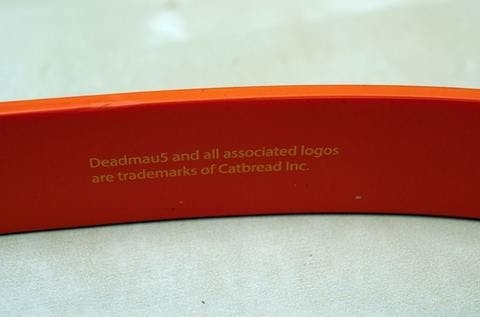 Deadmau5 and all associated logos
are trademarks of Catbread Inc.